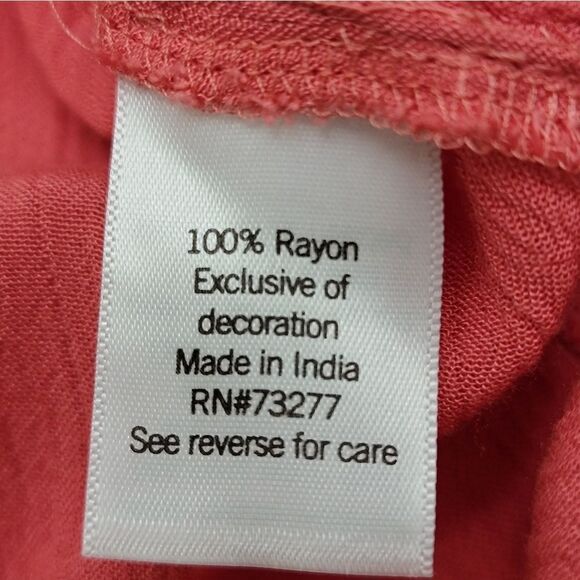 100% Rayon
Exclusive of
decoration
Made in India
RN#73277
See reverse for care